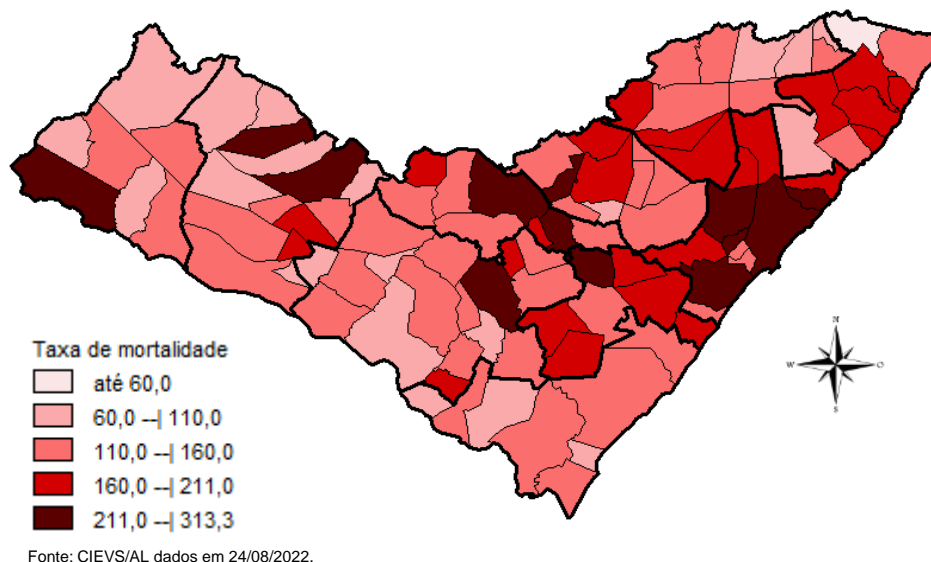 N
W
O
S
Taxa de mortalidade
até 60,0
60,0 --| 110,0
110,0 --| 160,0
160,0 --| 211,0
211,0 --| 313,3
Fonte: CIEVS/AL dados em 24/08/2022.